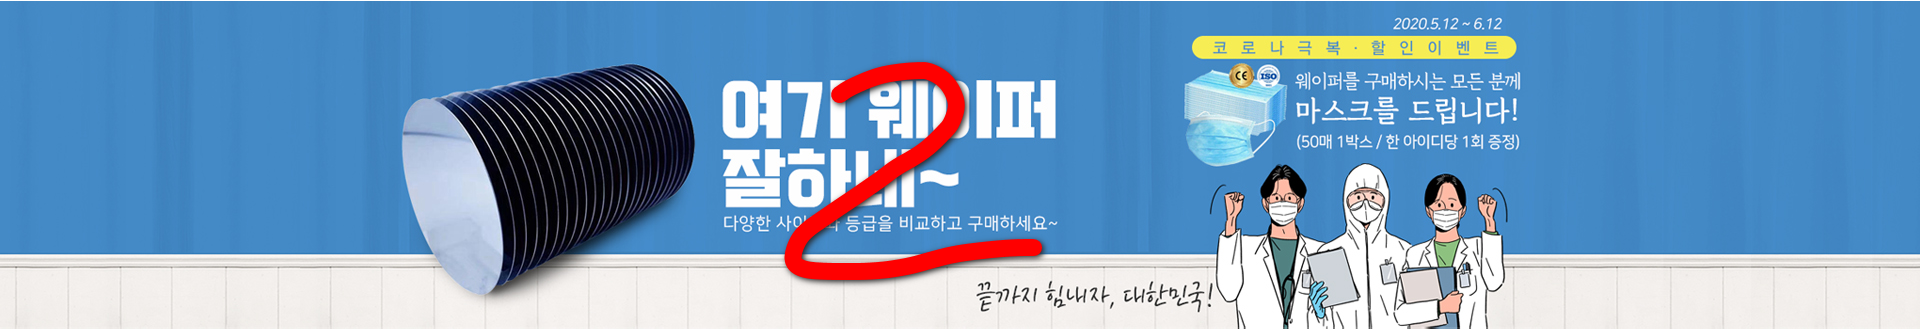 여기 웨이퍼
잘하네~
다양한 사이 등급을 비교하고 구매하세요~
2
2020.5.12 ~ 6.12
코로나극복·할인이벤트
CE
ISO
웨이퍼를 구매하시는 모든 분께
마스크를 드립니다!
(50매 1박스 / 한 아이디당 1회 증정)
끝까지 힘내자, 대한민국!